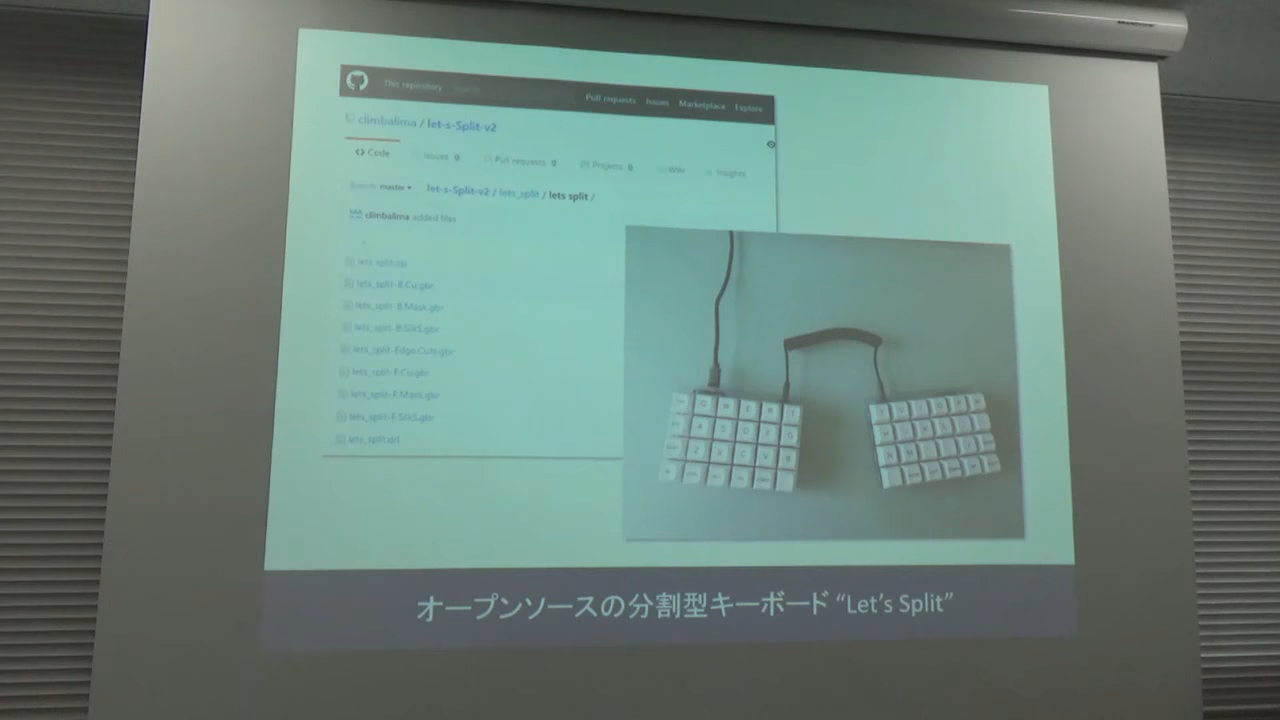 This repository
Pull requests Issues Marketplace Explore
climbalima / let-s-Split-v2
Code Issues 0 Pull requests 0 Projects 0 Wiki Insights
Branch: master let-s-Split-v2 / lets_split / lets split /
climbalima added files
lets split.zip
lets_split-B.Cu.gbr
lets_split-B.Mask.gbr
lets_split-B.SilkS.gbr
lets_split-Edge.Cuts.gbr
lets_split-F.Cu.gbr
lets_split-F.Mask.gbr
lets_split-F.SilkS.gbr
lets_split.drl
Q W E R T
A S D F G
Z X C V B
オープンソースの分割型キーボード “Let's Split”